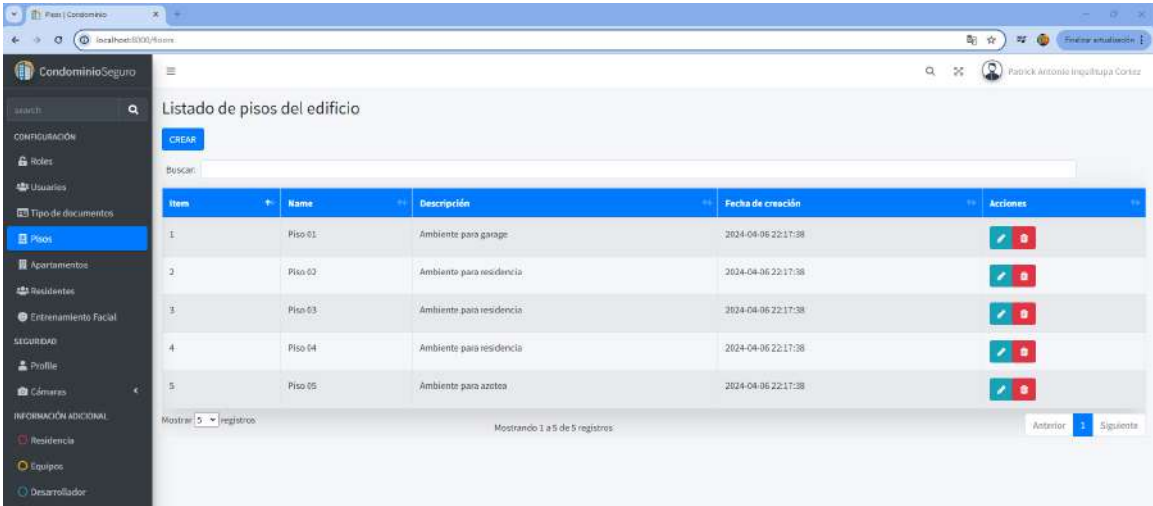 Pisos | Condominio
localhost:8000/floors
Finalizar actualización
CondominioSeguro
Patrick Antonio Inquiltupa Cortez
search
Listado de pisos del edificio
CONFIGURACIÓN
CREAR
Roles
Buscar:
Usuarios
Tipo de documentos
Pisos
Apartamentos
Residentes
Entrenamiento Facial
SEGURIDAD
Profile
Cámaras
INFORMACIÓN ADICIONAL
Residencia
Equipos
Desarrollador
Item Name Descripción Fecha de creación Acciones
1 Piso 01 Ambiente para garage 2024-04-06 22:17:38
2 Piso 02 Ambiente para residencia 2024-04-06 22:17:38
3 Piso 03 Ambiente para residencia 2024-04-06 22:17:38
4 Piso 04 Ambiente para residencia 2024-04-06 22:17:38
5 Piso 05 Ambiente para azotea 2024-04-06 22:17:38
Mostrar 5 registros
Mostrando 1 a 5 de 5 registros
Anterior 1 Siguiente